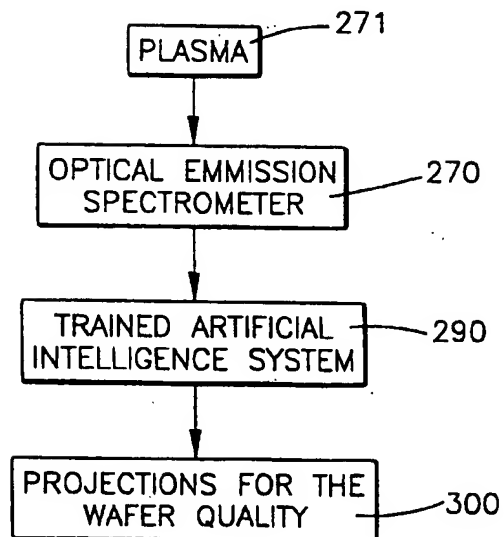 271
PLASMA
OPTICAL EMMISSION
SPECTROMETER
270
TRAINED ARTIFICIAL
INTELLIGENCE SYSTEM
290
PROJECTIONS FOR THE
WAFER QUALITY
300